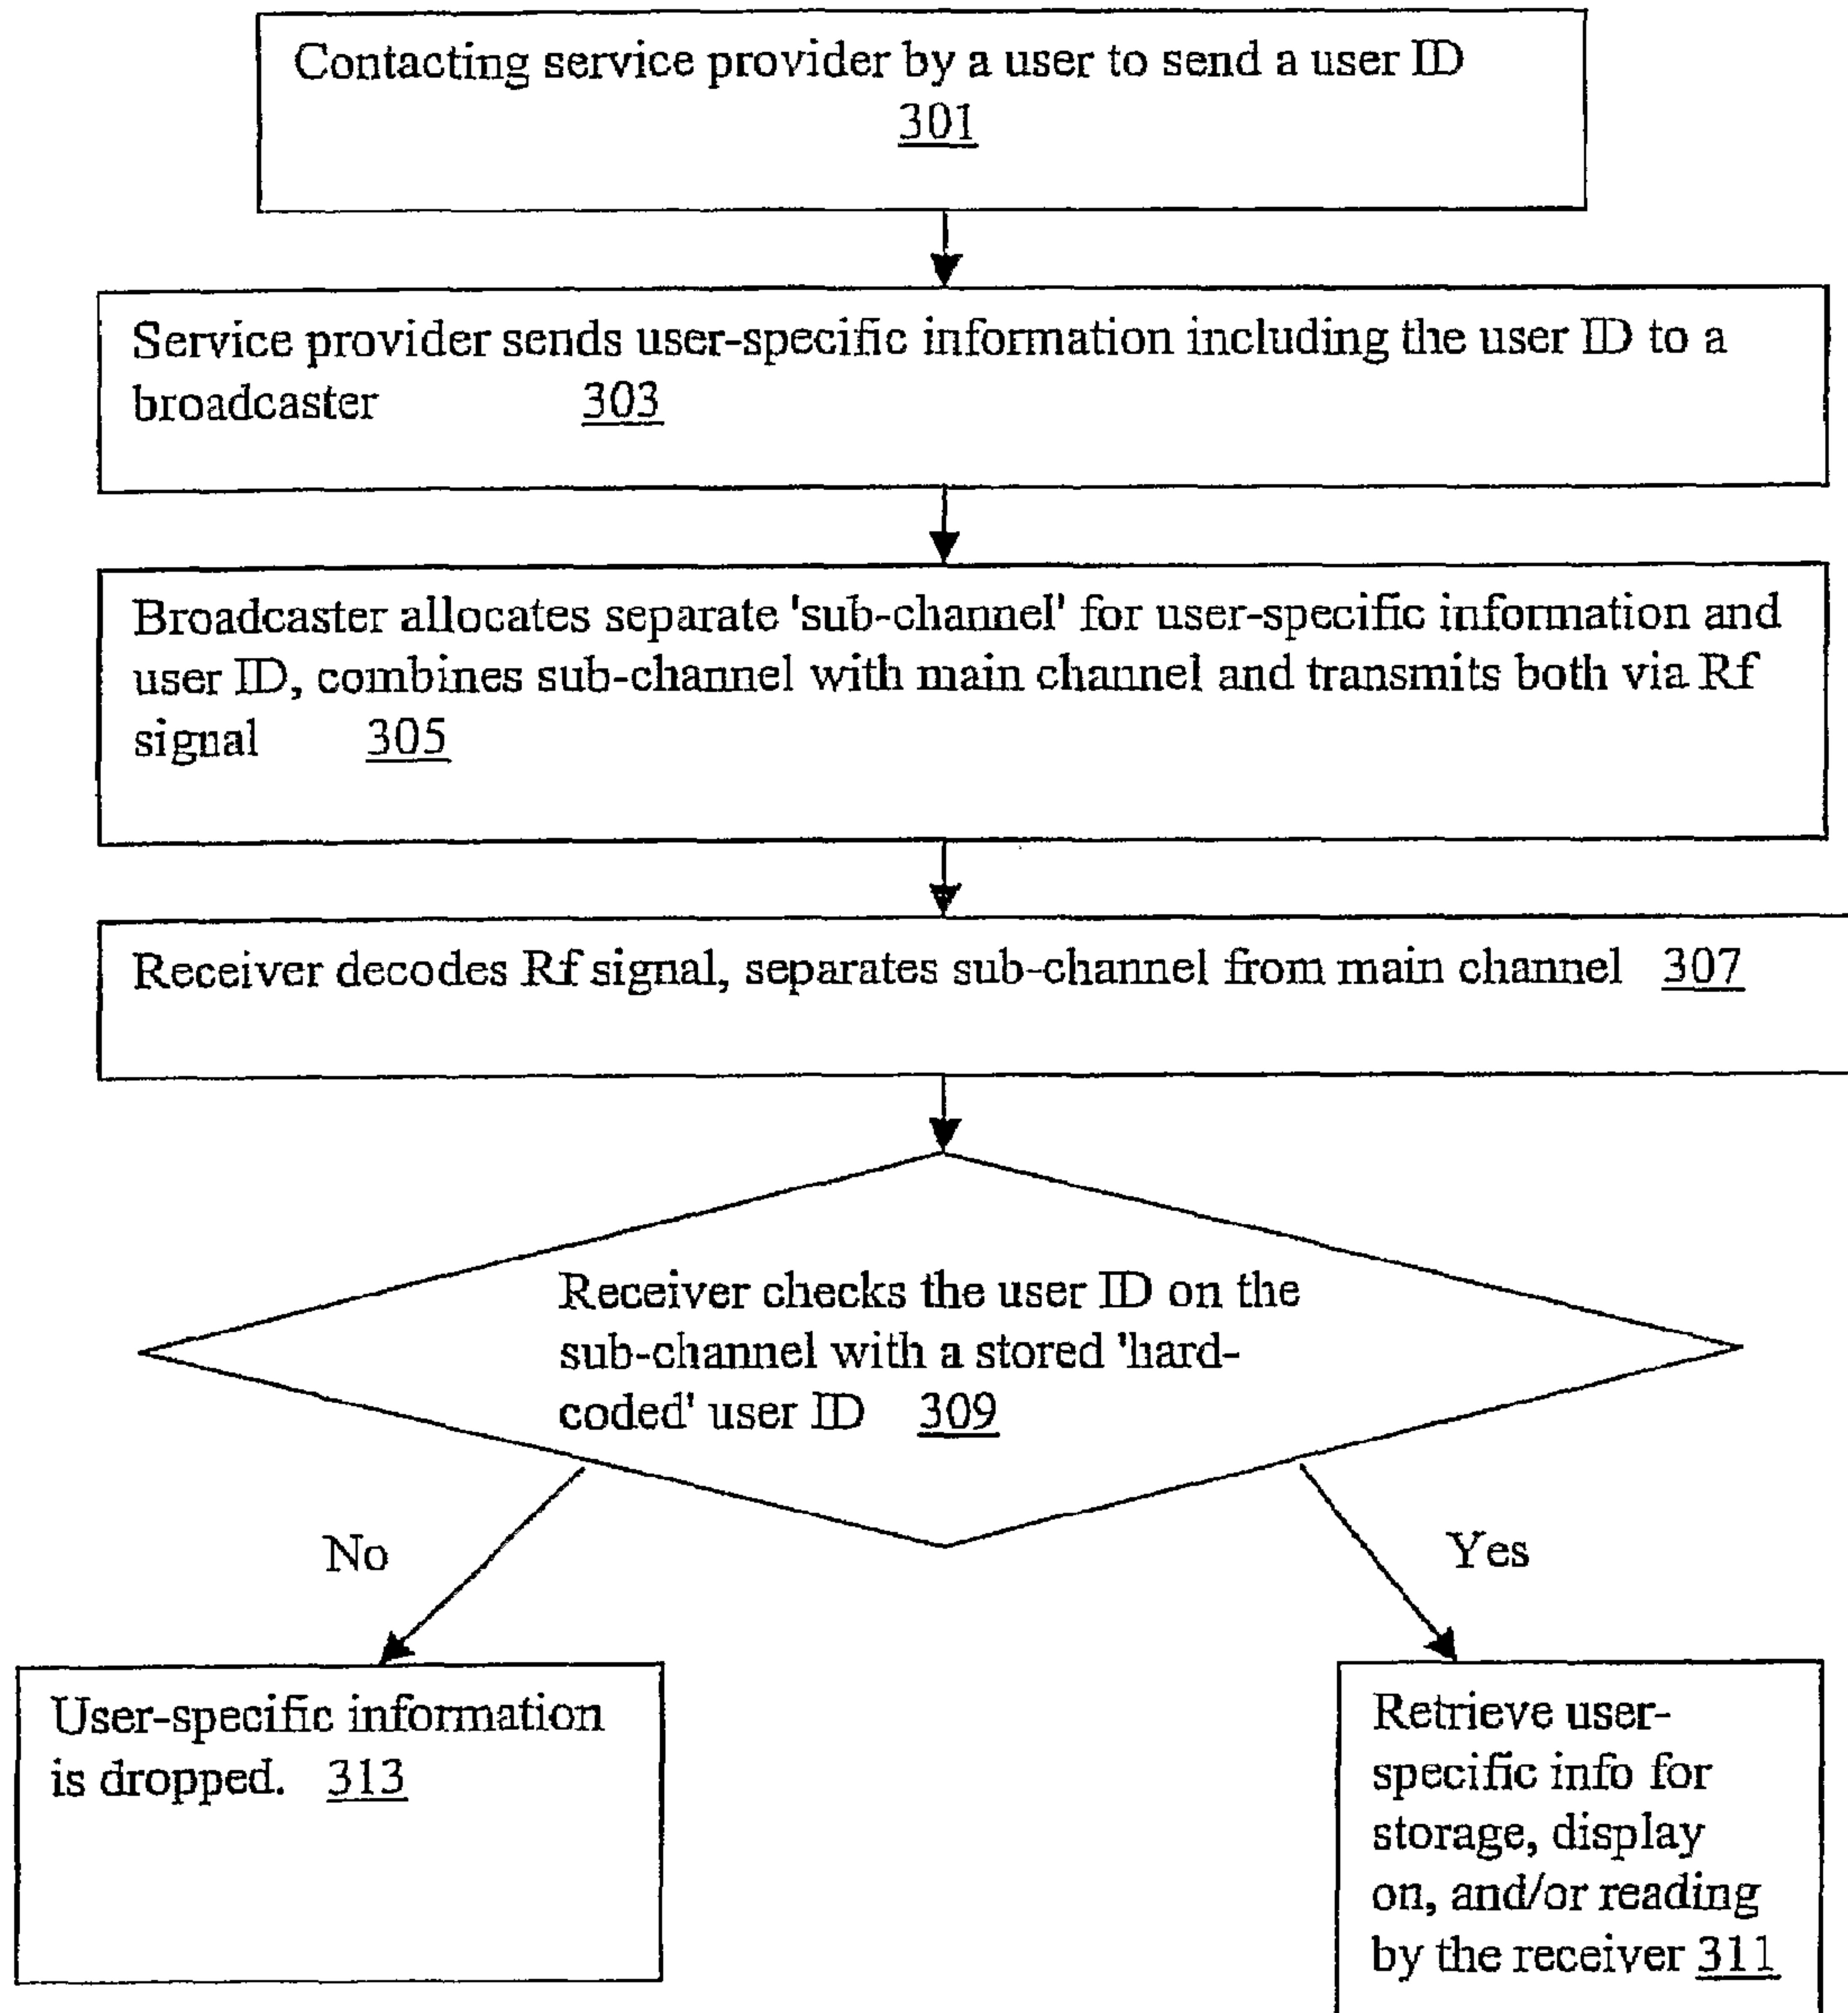 Contacting service provider by a user to send a user ID
301
Service provider sends user-specific information including the user ID to a
broadcaster 303
Broadcaster allocates separate 'sub-channel' for user-specific information and
user ID, combines sub-channel with main channel and transmits both via Rf
signal 305
Receiver decodes Rf signal, separates sub-channel from main channel 307
Receiver checks the user ID on the
sub-channel with a stored 'hard-
coded' user ID 309
No
Yes
User-specific information
is dropped. 313
Retrieve user-
specific info for
storage, display
on, and/or reading
by the receiver 311